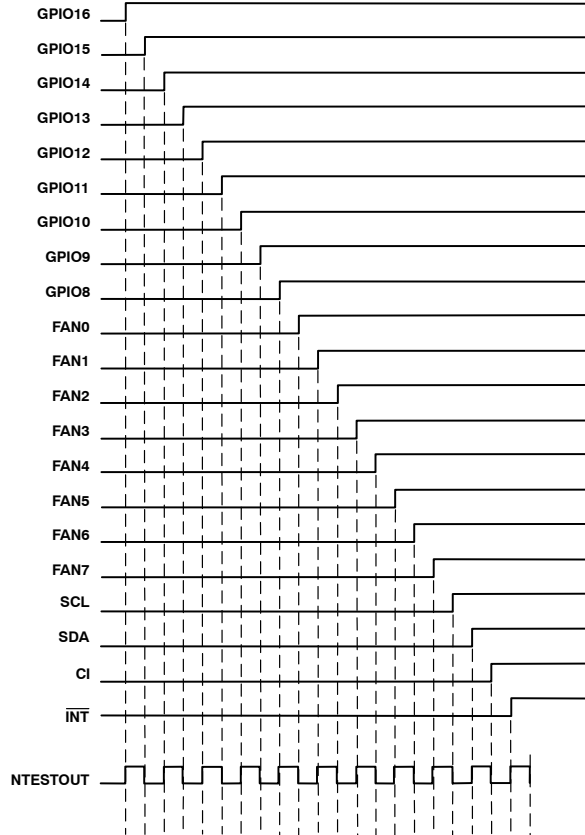 GPIO16
GPIO15
GPIO14
GPIO13
GPIO12
GPIO11
GPIO10
GPIO9
GPIO8
FAN0
FAN1
FAN2
FAN3
FAN4
FAN5
FAN6
FAN7
SCL
SDA
CI
INT
NTESTOUT